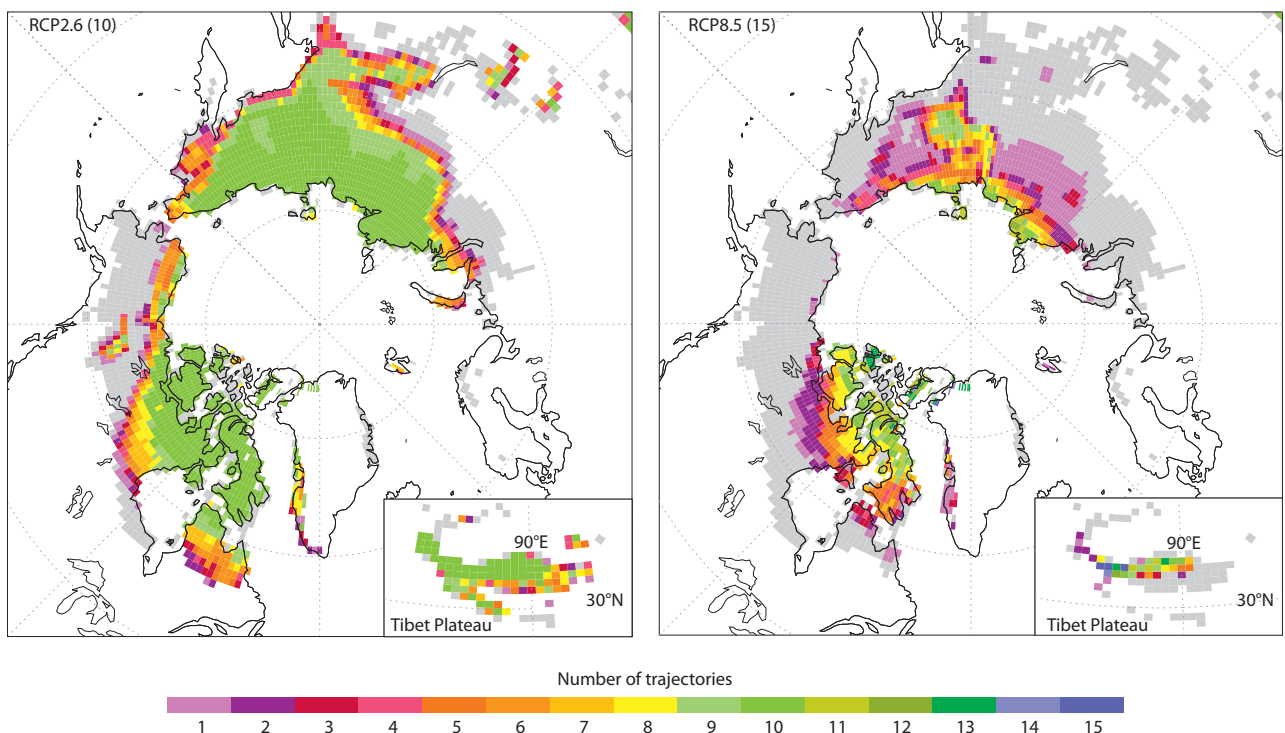 RCP2.6 (10)
RCP8.5 (15)
90°E
30°N
Tibet Plateau
90°E
30°N
Tibet Plateau
Number of trajectories
1 2 3 4 5 6 7 8 9 10 11 12 13 14 15